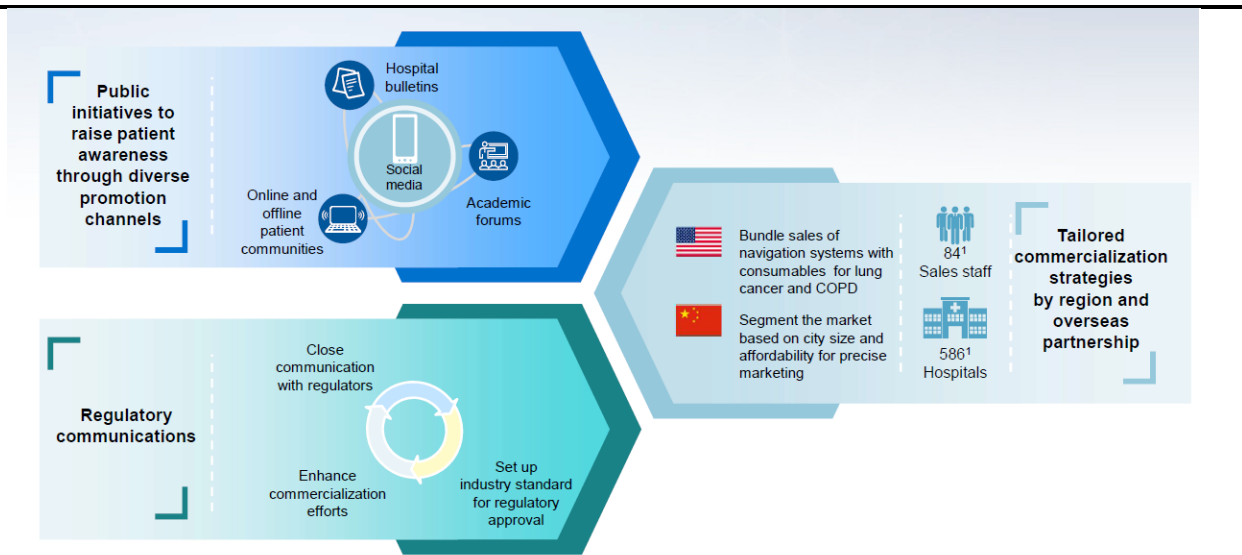 Public
initiatives to
raise patient
awareness
through diverse
promotion
channels
Hospital
bulletins
Social
media
Academic
forums
Online and
offline
patient
communities
Bundle sales of
navigation systems with
consumables for lung
cancer and COPD
Segment the market
based on city size and
affordability for precise
marketing
84¹
Sales staff
586¹
Hospitals
Tailored
commercialization
strategies
by region and
overseas
partnership
Regulatory
communications
Close
communication
with regulators
Enhance
commercialization
efforts
Set up
industry standard
for regulatory
approval